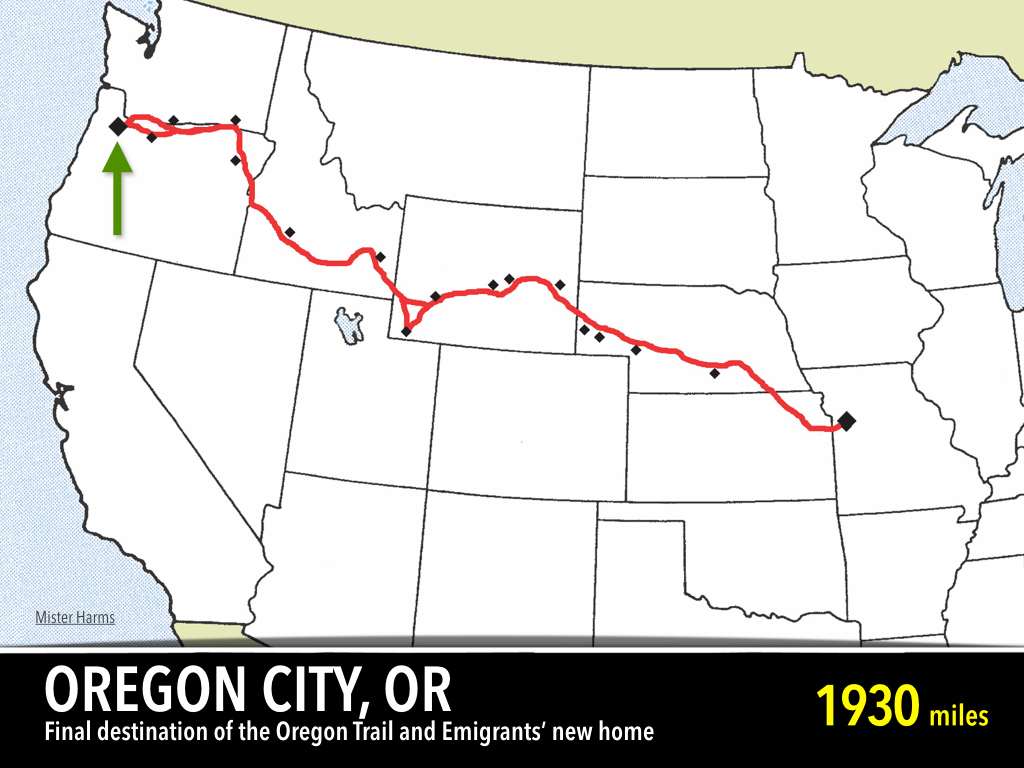 Mister Harms
OREGON CITY, OR
Final destination of the Oregon Trail and Emigrants’ new home
1930 miles